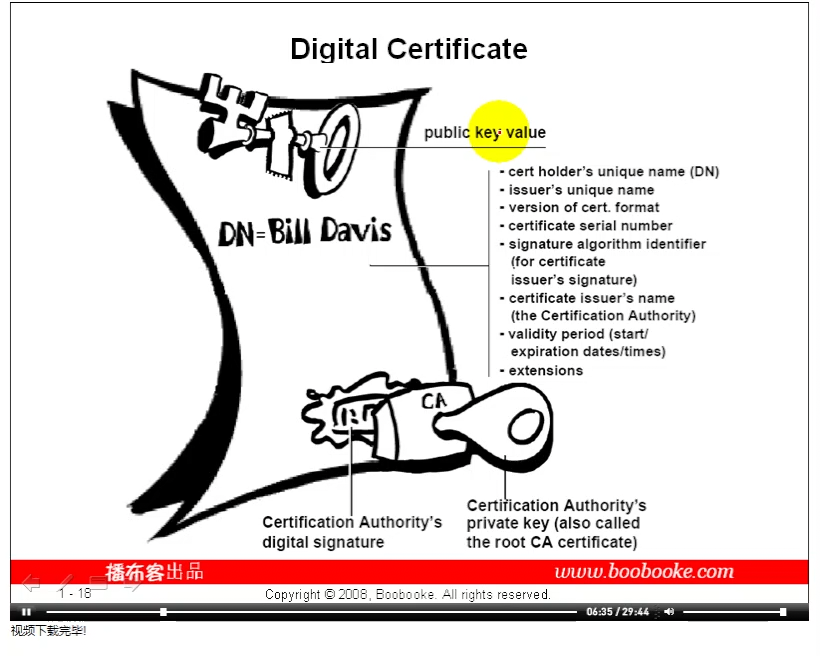 Digital Certificate
public key value
- cert holder's unique name (DN)
- issuer's unique name
- version of cert. format
- certificate serial number
- signature algorithm identifier
(for certificate
issuer's signature)
- certificate issuer's name
(the Certification Authority)
- validity period (start/
expiration dates/times)
- extensions
DN=Bill Davis
CA
Certification Authority's
digital signature
Certification Authority's
private key (also called
the root CA certificate)
播布客出品
www.boobooke.com
1 - 18
Copyright © 2008, Boobooke. All rights reserved.
06:35 / 29:44
视频下载完毕!